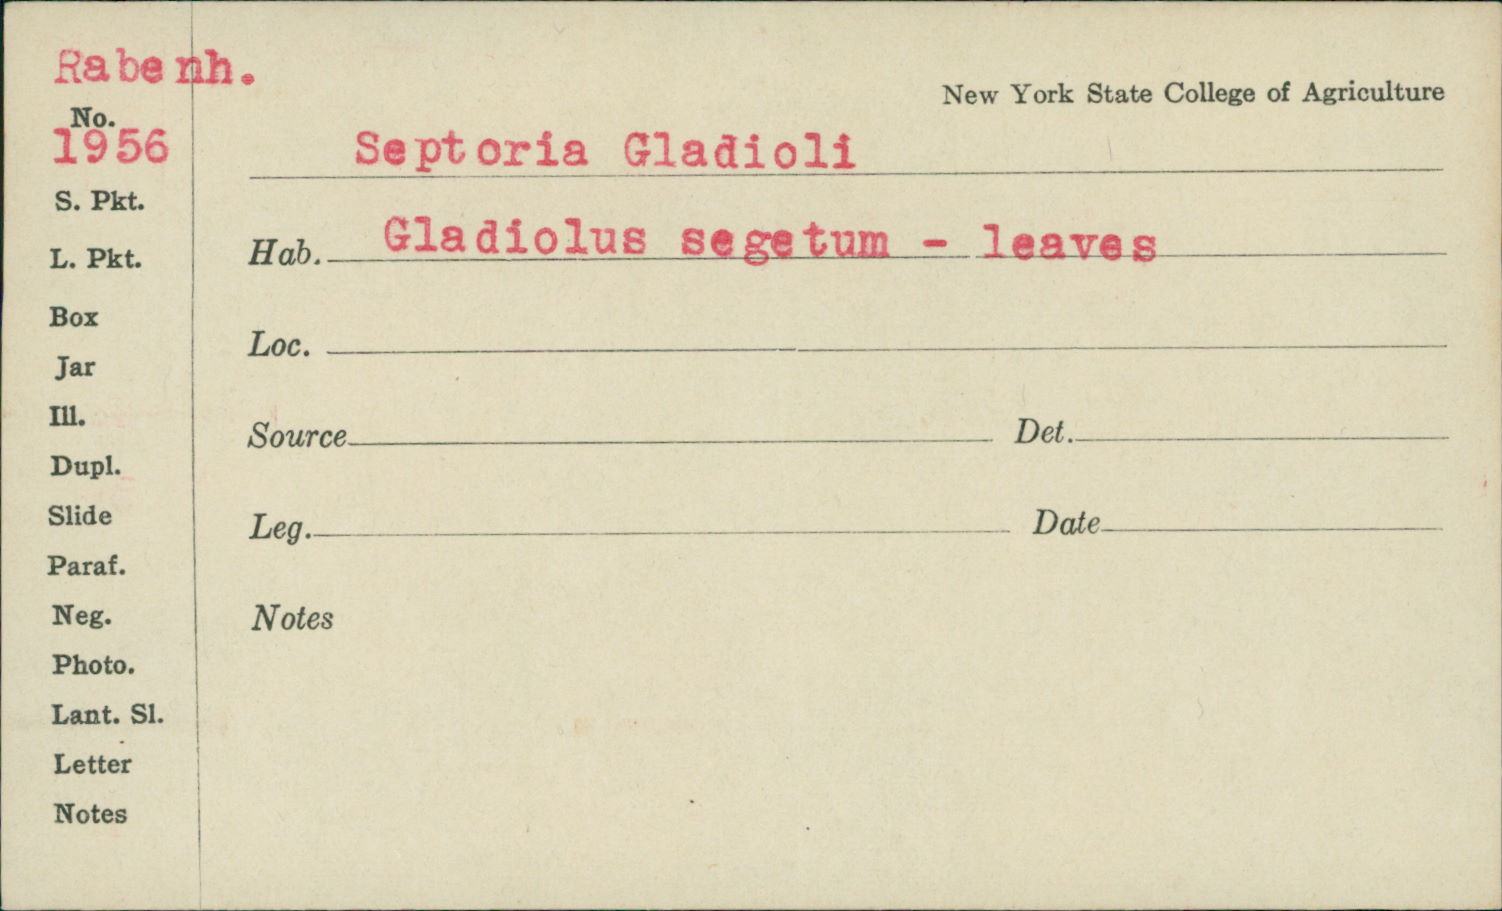 Rabenh.
New York State College of Agriculture
No.
1956
Septoria Gladioli
S. Pkt.
Hab. Gladiolus segetum - leaves
L. Pkt.
Box
Loc.
Jar
Ill.
Source Det.
Dupl.
Slide
Leg. Date
Paraf.
Neg.
Notes
Photo.
Lant. Sl.
Letter
Notes